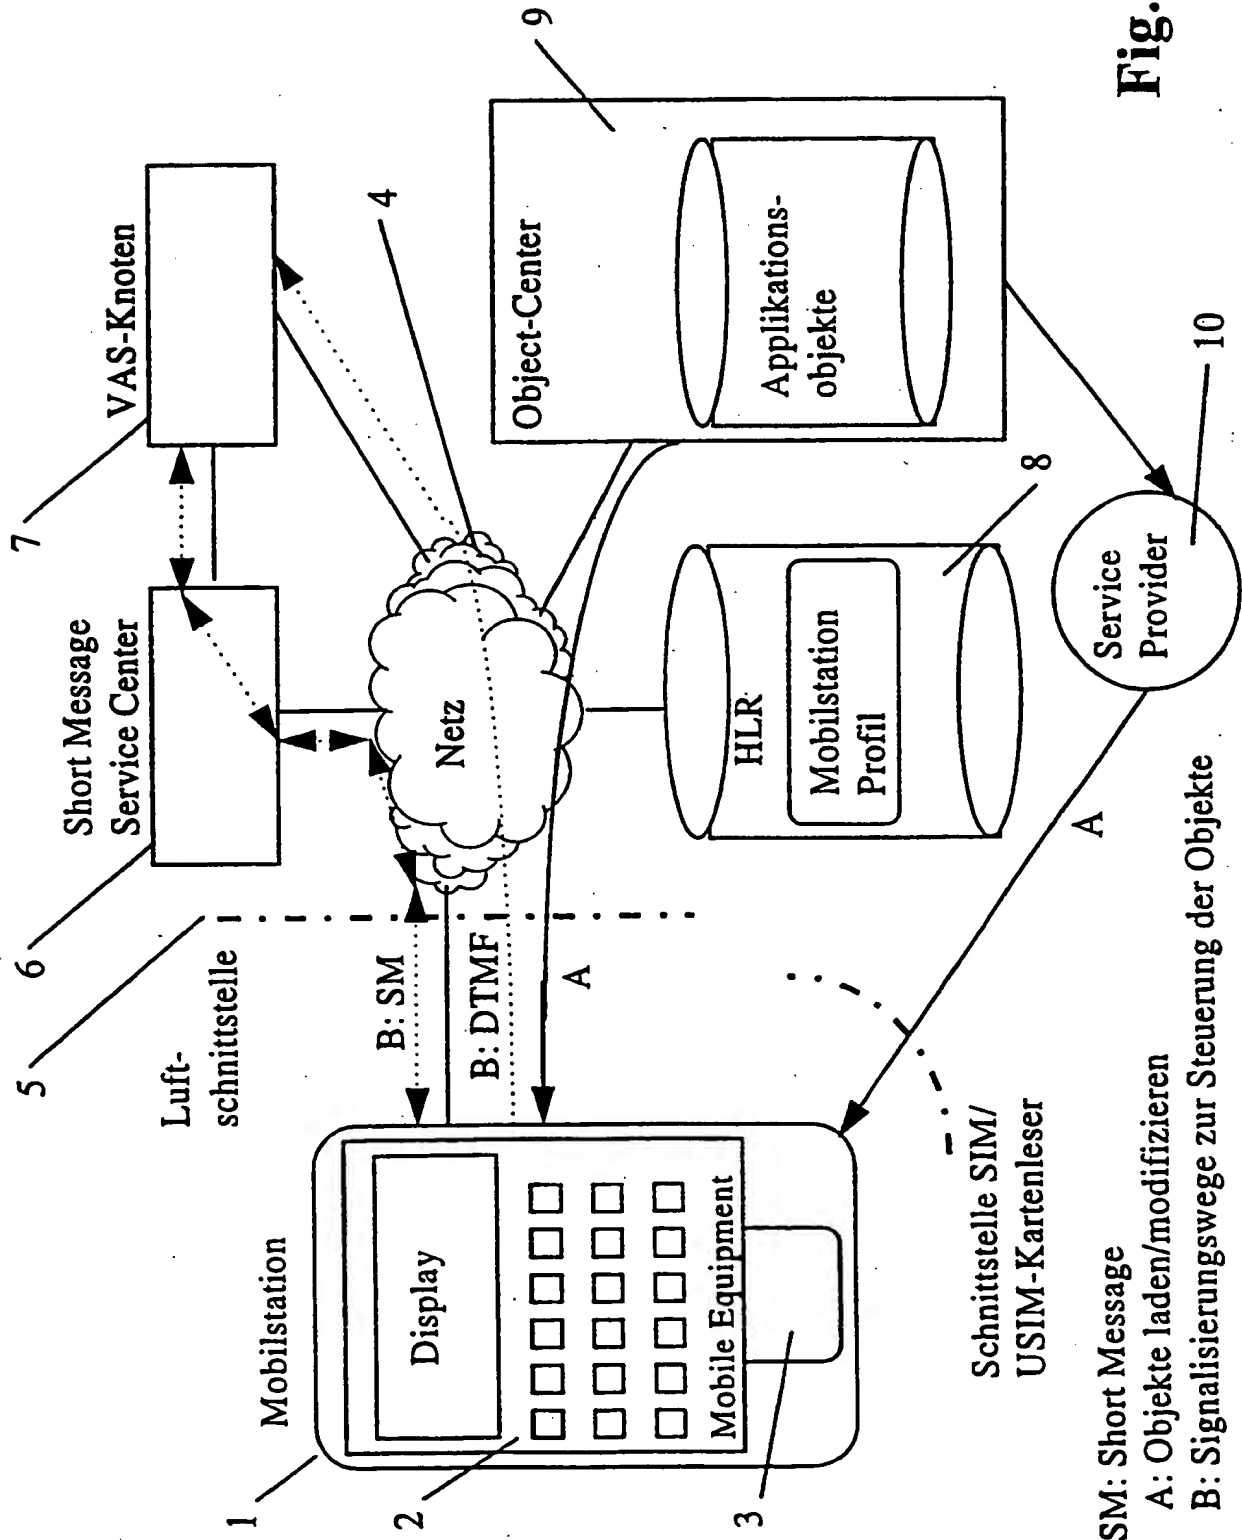 1
Mobilstation
2
Display
Mobile Equipment
3
5
Luft-
schnittstelle
B: SM
B: DTMF
A
Schnittstelle SIM/
USIM-Kartenleser
6
Short Message
Service Center
7
VAS-Knoten
4
Netz
HLR
Mobilstation
Profil
8
9
Object-Center
Applikations-
objekte
A
Service
Provider
10
SM: Short Message
A: Objekte laden/modifizieren
B: Signalisierungswege zur Steuerung der Objekte
Fig.